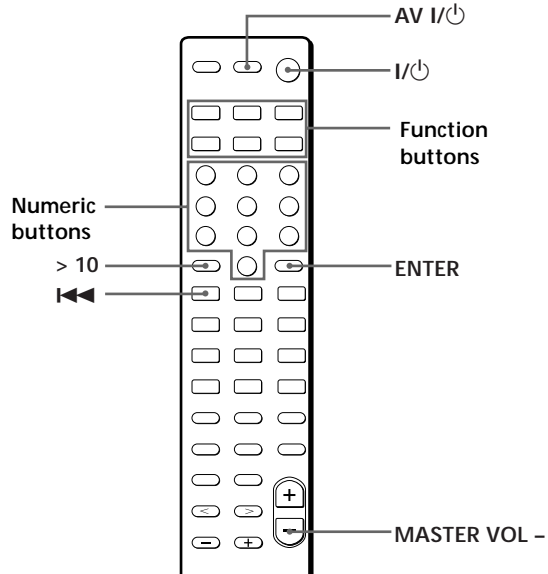 AV I/⏻
I/⏻
Function
buttons
Numeric
buttons
> 10
ENTER
⏮
+
< >
MASTER VOL –
–
– +